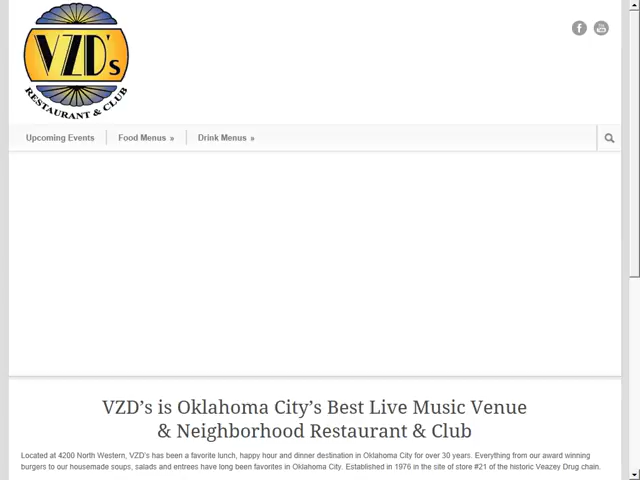 VZD's
RESTAURANT & CLUB
Upcoming Events
Food Menus »
Drink Menus »
VZD's is Oklahoma City's Best Live Music Venue
& Neighborhood Restaurant & Club
Located at 4200 North Western, VZD's has been a favorite lunch, happy hour and dinner destination in Oklahoma City for over 30 years. Everything from our award winning
burgers to our housemade soups, salads and entrees have long been favorites in Oklahoma City. Established in 1976 in the site of store #21 of the historic Veazey Drug chain.